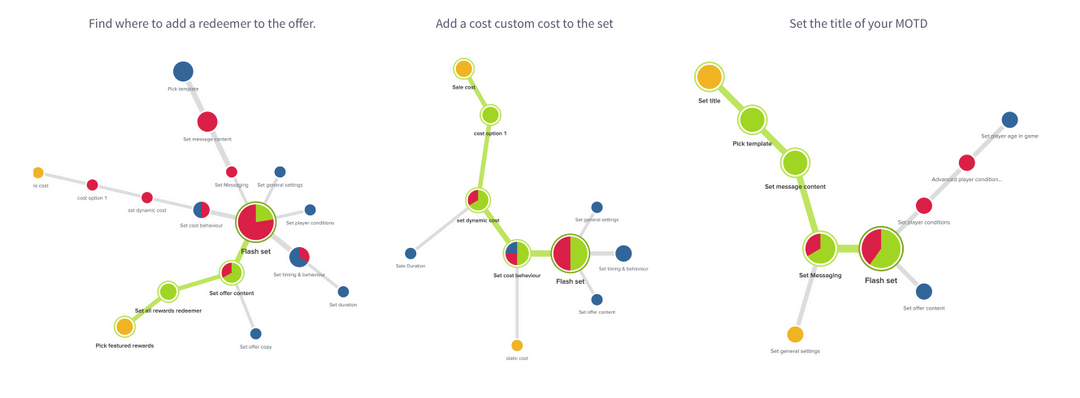 Find where to add a redeemer to the offer.
Pick template
Set message content
Set Messaging
Set general settings
cost option 1
set dynamic cost
Set cost behaviour
Set player conditions
Flash set
Set timing & behaviour
Set offer content
Set all rewards redeemer
Set duration
Pick featured rewards
Set offer copy
Add a cost custom cost to the set
Sale cost
cost option 1
set dynamic cost
Set general settings
Sale Duration
Set cost behaviour
Set timing & behaviour
Flash set
Set offer content
static cost
Set the title of your MOTD
Set title
Set player age in game
Pick template
Set message content
Advanced player condition...
Set player conditions
Set Messaging
Flash set
Set offer content
Set general settings